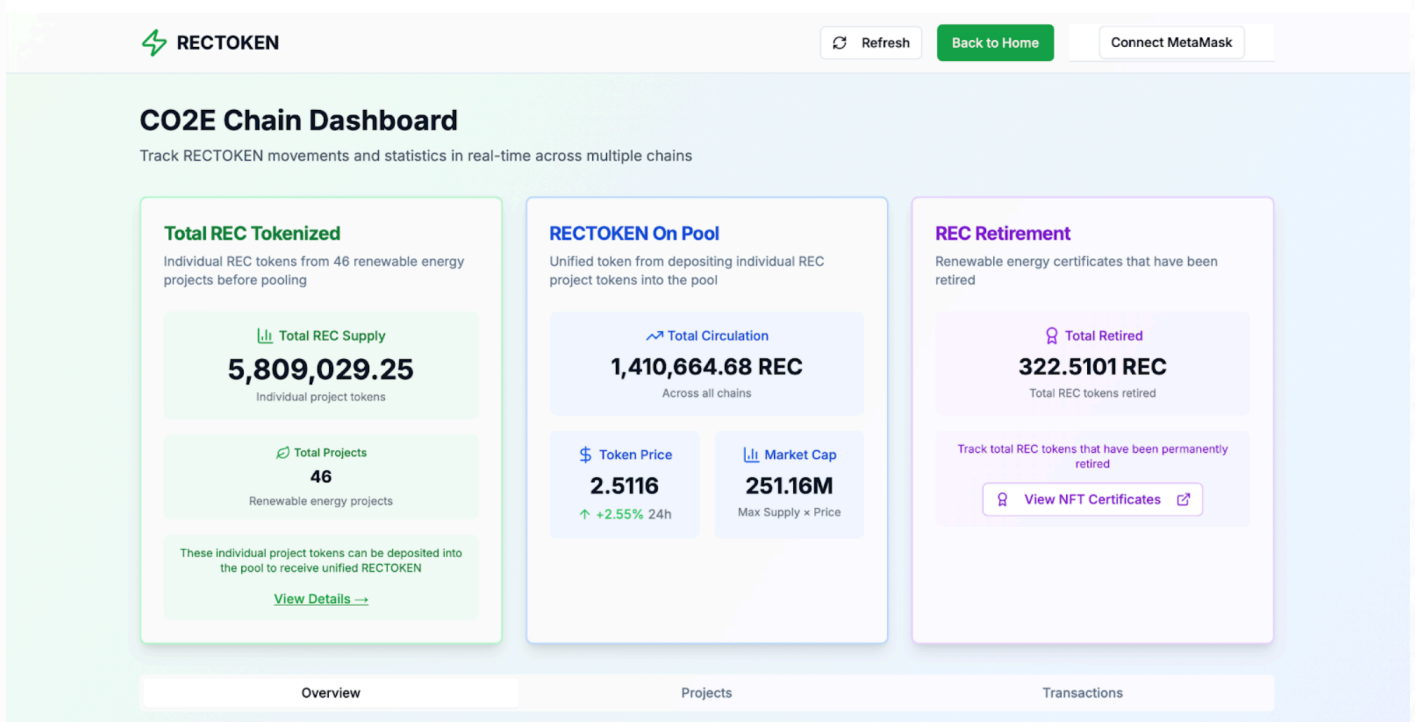 RECTOKEN
Refresh
Back to Home
Connect MetaMask
CO2E Chain Dashboard
Track RECTOKEN movements and statistics in real-time across multiple chains
Total REC Tokenized
Individual REC tokens from 46 renewable energy
projects before pooling
Total REC Supply
5,809,029.25
Individual project tokens
Total Projects
46
Renewable energy projects
These individual project tokens can be deposited into
the pool to receive unified RECTOKEN
View Details →
RECTOKEN On Pool
Unified token from depositing individual REC
project tokens into the pool
Total Circulation
1,410,664.68 REC
Across all chains
Token Price
2.5116
↑ +2.55% 24h
Market Cap
251.16M
Max Supply × Price
REC Retirement
Renewable energy certificates that have been
retired
Total Retired
322.5101 REC
Total REC tokens retired
Track total REC tokens that have been permanently
retired
View NFT Certificates
Overview
Projects
Transactions